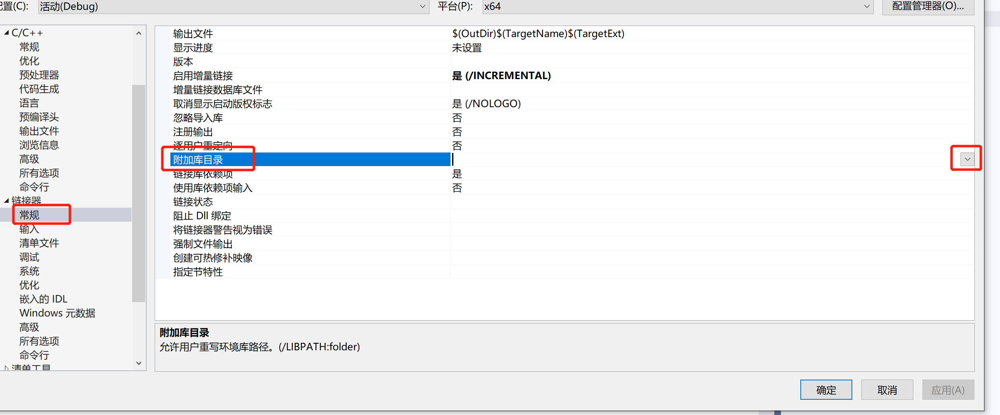 配置(C):
活动(Debug)
平台(P):
x64
配置管理器(O)...
C/C++
常规
优化
预处理器
代码生成
语言
预编译头
输出文件
浏览信息
高级
所有选项
命令行
链接器
常规
输入
清单文件
调试
系统
优化
嵌入的 IDL
Windows 元数据
高级
所有选项
命令行
清单工具
输出文件 $(OutDir)$(TargetName)$(TargetExt)
显示进度 未设置
版本
启用增量链接 是 (/INCREMENTAL)
增量链接数据库文件
取消显示启动版权标志 是 (/NOLOGO)
忽略导入库 否
注册输出 否
逐用户重定向 否
附加库目录
链接库依赖项 是
使用库依赖项输入 否
链接状态
阻止 Dll 绑定
将链接器警告视为错误
强制文件输出
创建可热修补映像
指定节特性
附加库目录
允许用户重写环境库路径。(/LIBPATH:folder)
确定
取消
应用(A)